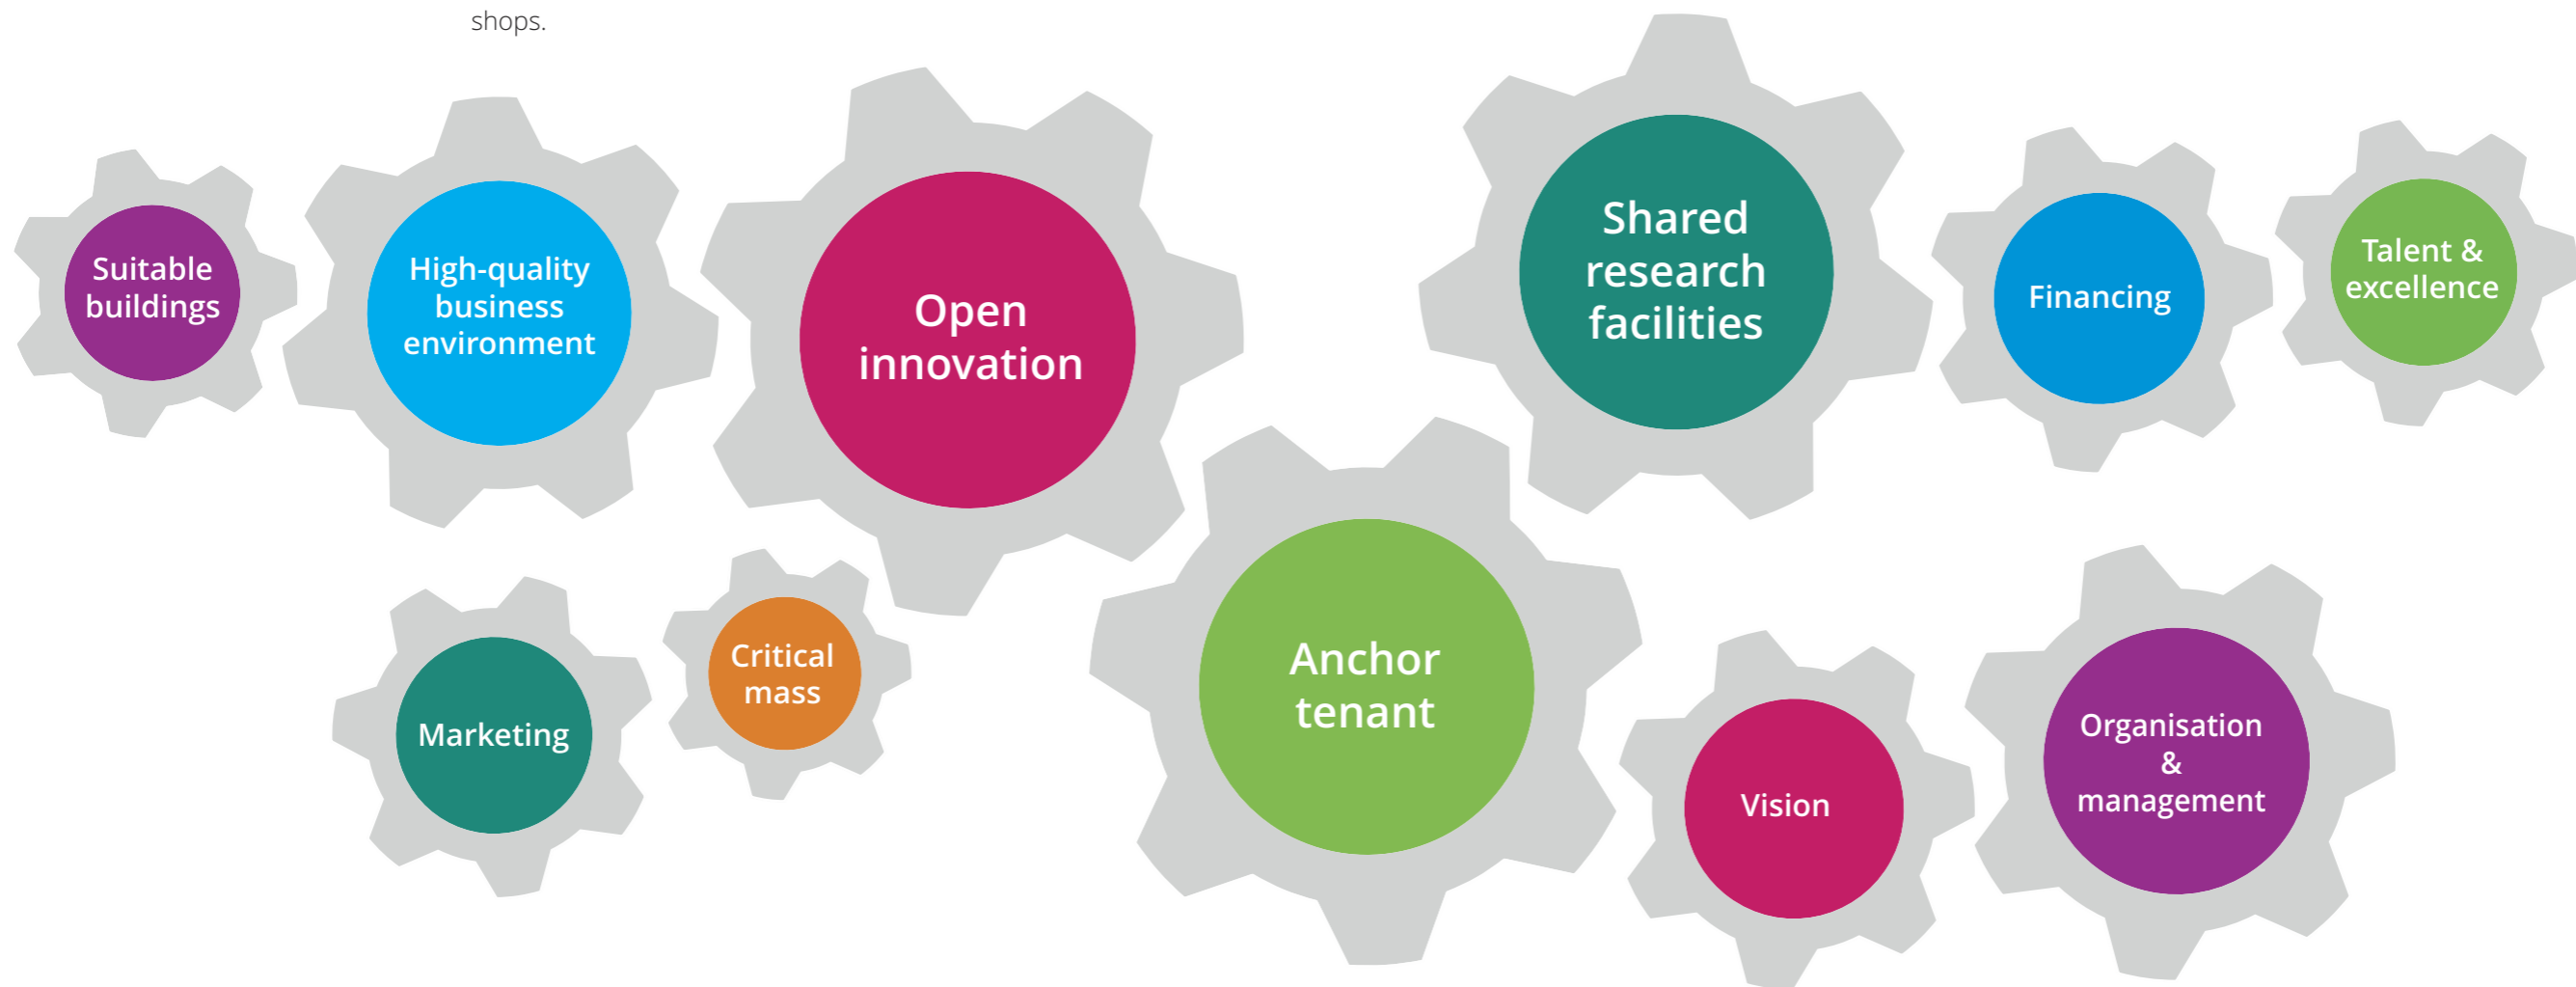 shops.
Suitable
buildings
High-quality
business
environment
Open
innovation
Shared
research
facilities
Financing
Talent &
excellence
Marketing
Critical
mass
Anchor
tenant
Vision
Organisation
&
management